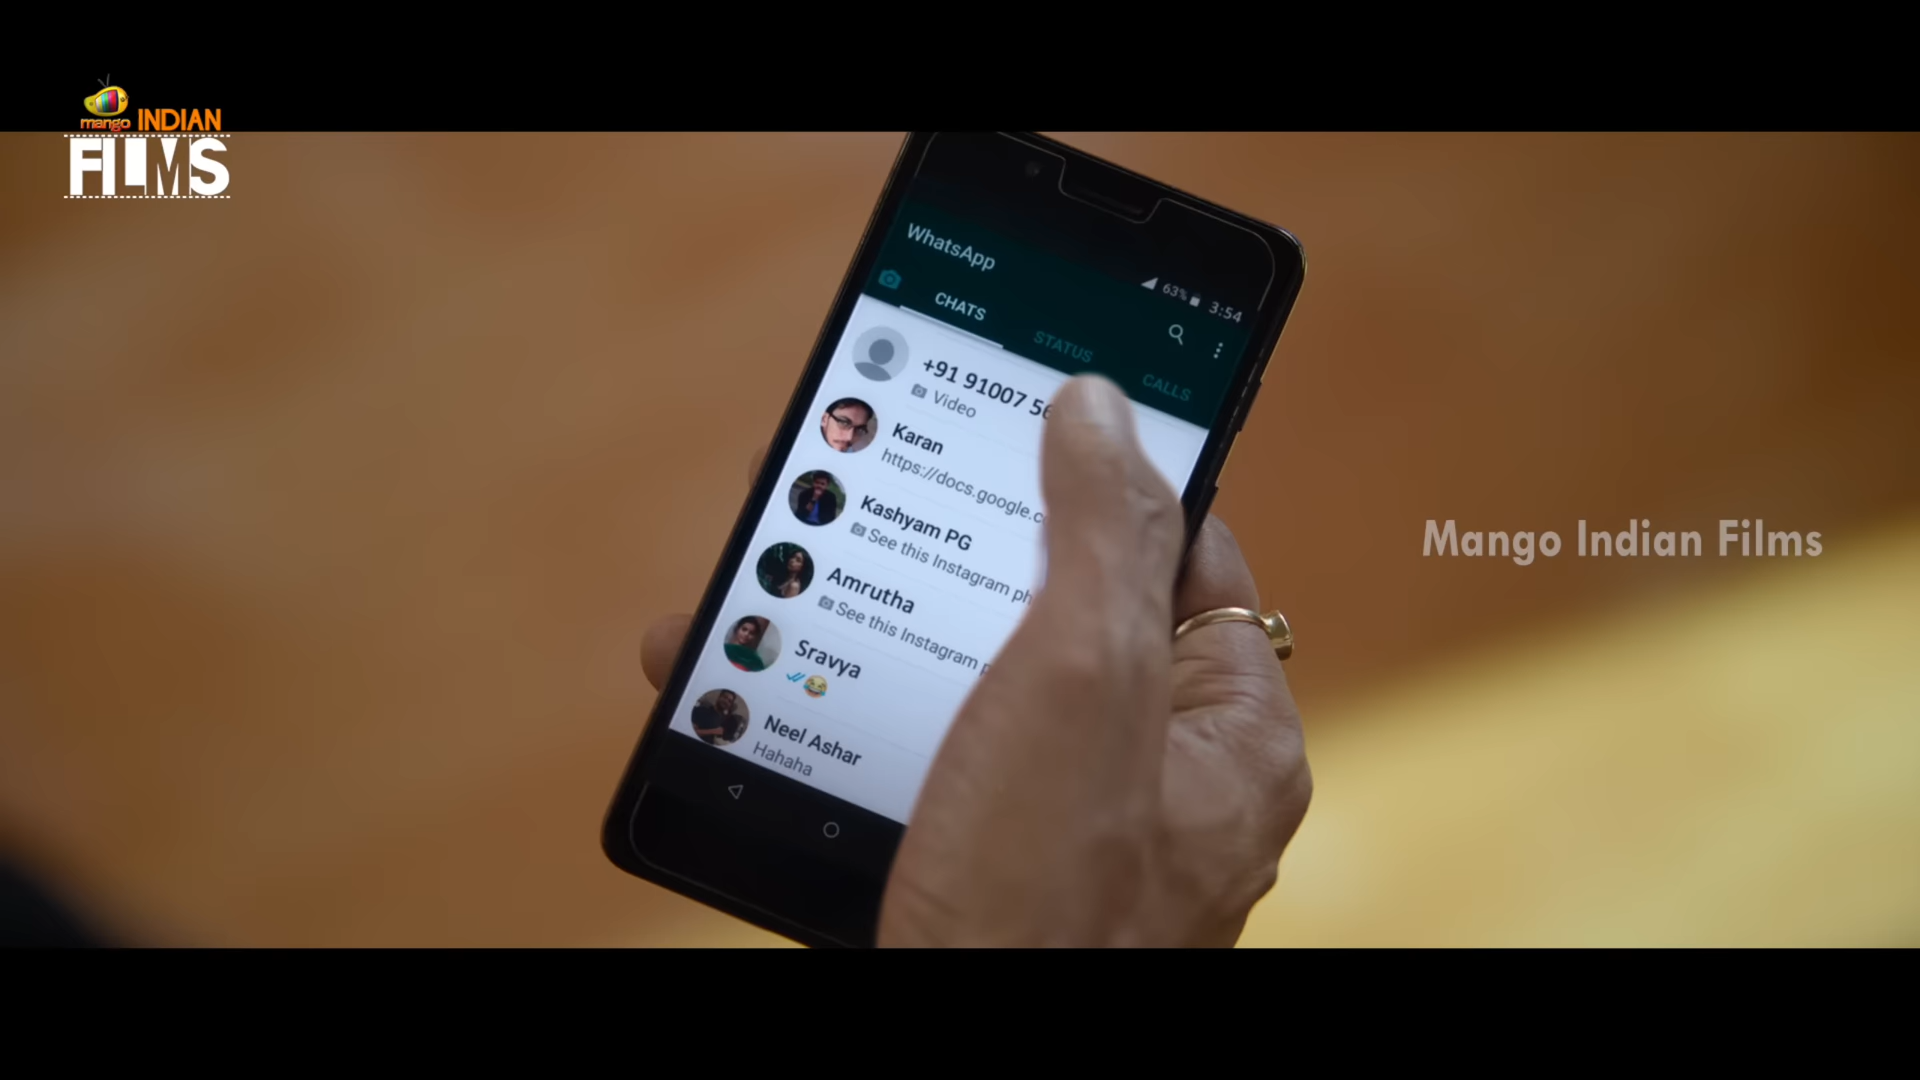 mango INDIAN
FILMS
WhatsApp
63% 3:54
CHATS
STATUS
CALLS
+91 91007 56
Video
Karan
https://docs.google.c
Kashyam PG
See this Instagram ph
Amrutha
See this Instagram p
Sravya
😂
Neel Ashar
Hahaha
Mango Indian Films